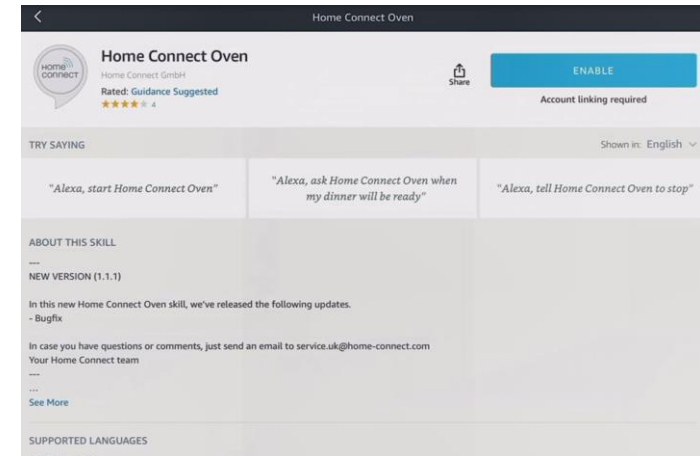 Home Connect Oven
HOME
CONNECT
Home Connect Oven
Home Connect GmbH
Rated: Guidance Suggested
4
Share
ENABLE
Account linking required
TRY SAYING
Shown in: English
"Alexa, start Home Connect Oven"
"Alexa, ask Home Connect Oven when
my dinner will be ready"
"Alexa, tell Home Connect Oven to stop"
ABOUT THIS SKILL
---
NEW VERSION (1.1.1)
In this new Home Connect Oven skill, we've released the following updates.
- Bugfix
In case you have questions or comments, just send an email to service.uk@home-connect.com
Your Home Connect team
---
...
See More
SUPPORTED LANGUAGES